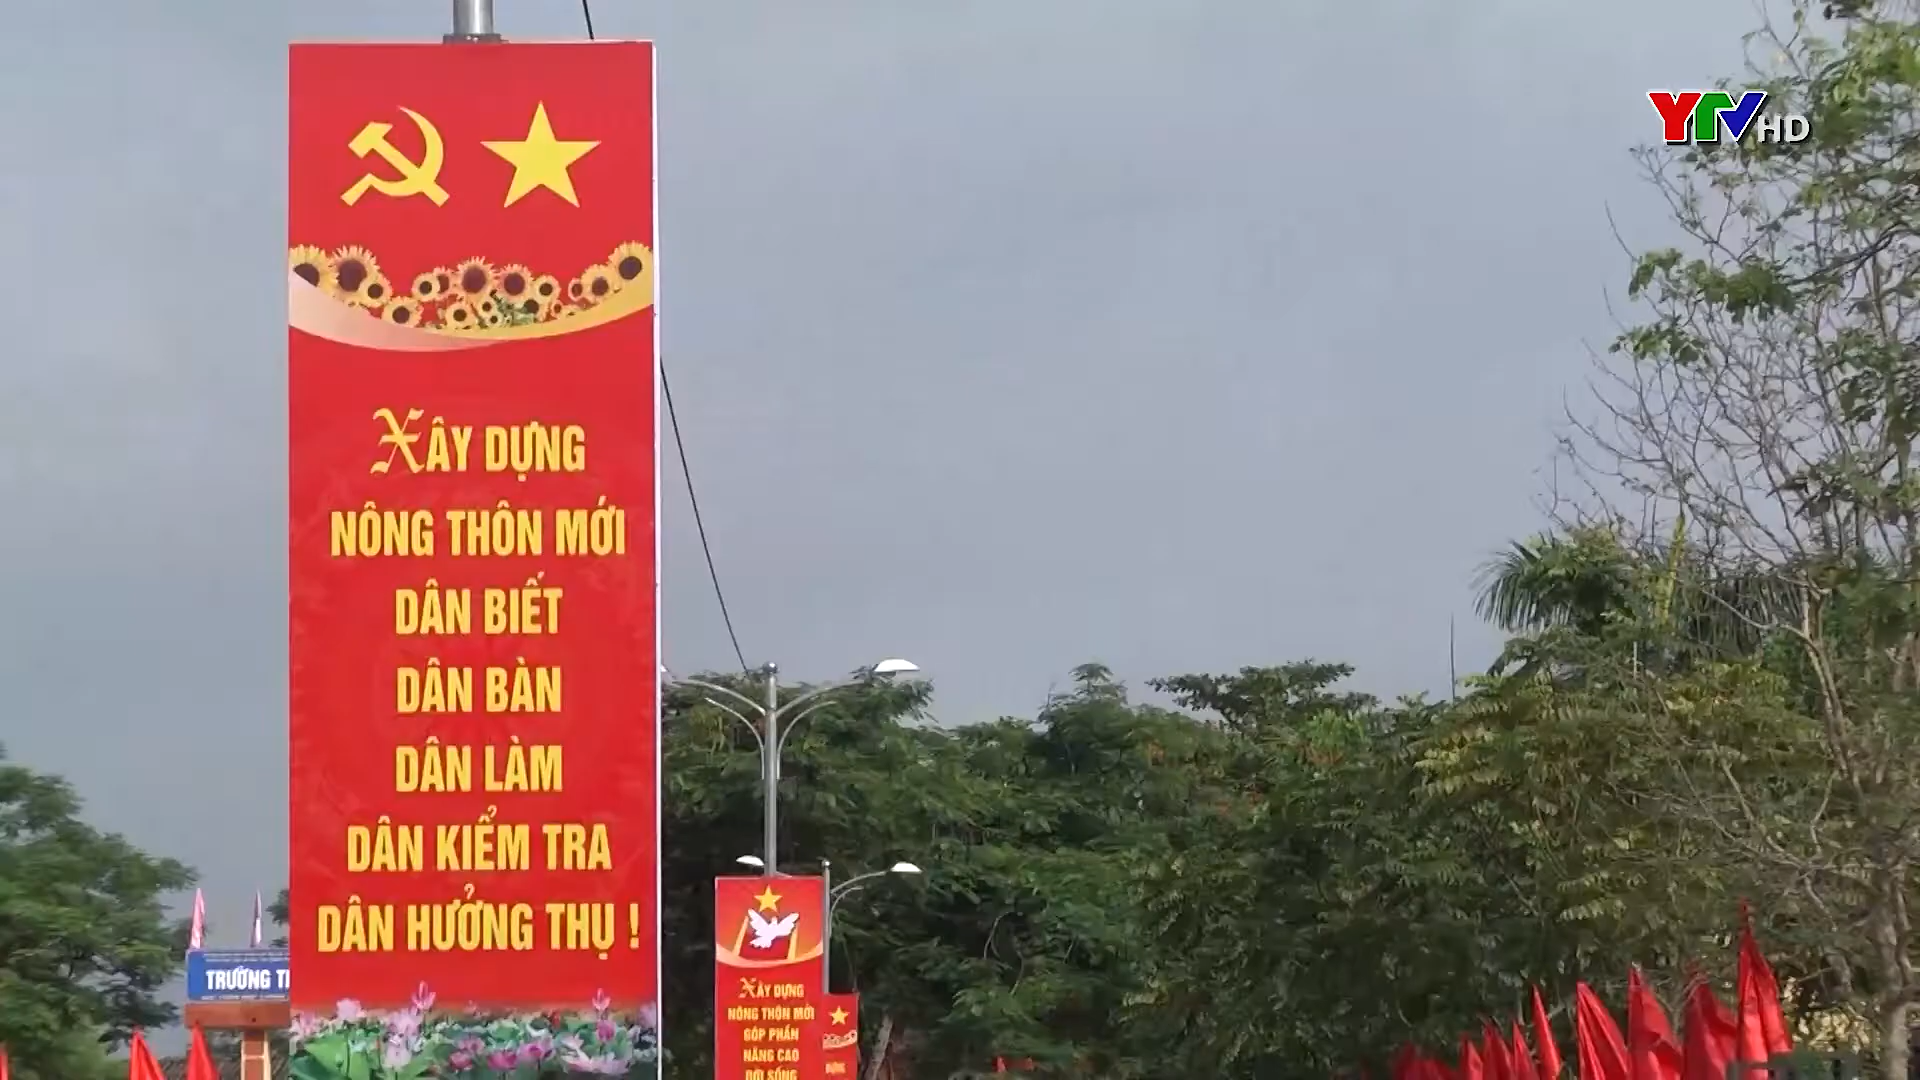 YTV HD
XÂY DỰNG
NÔNG THÔN MỚI
DÂN BIẾT
DÂN BÀN
DÂN LÀM
DÂN KIỂM TRA
DÂN HƯỞNG THỤ !
TRƯỜNG
XÂY DỰNG
NÔNG THÔN MỚI
GÓP PHẦN
NÂNG CAO
ĐỜI SỐNG